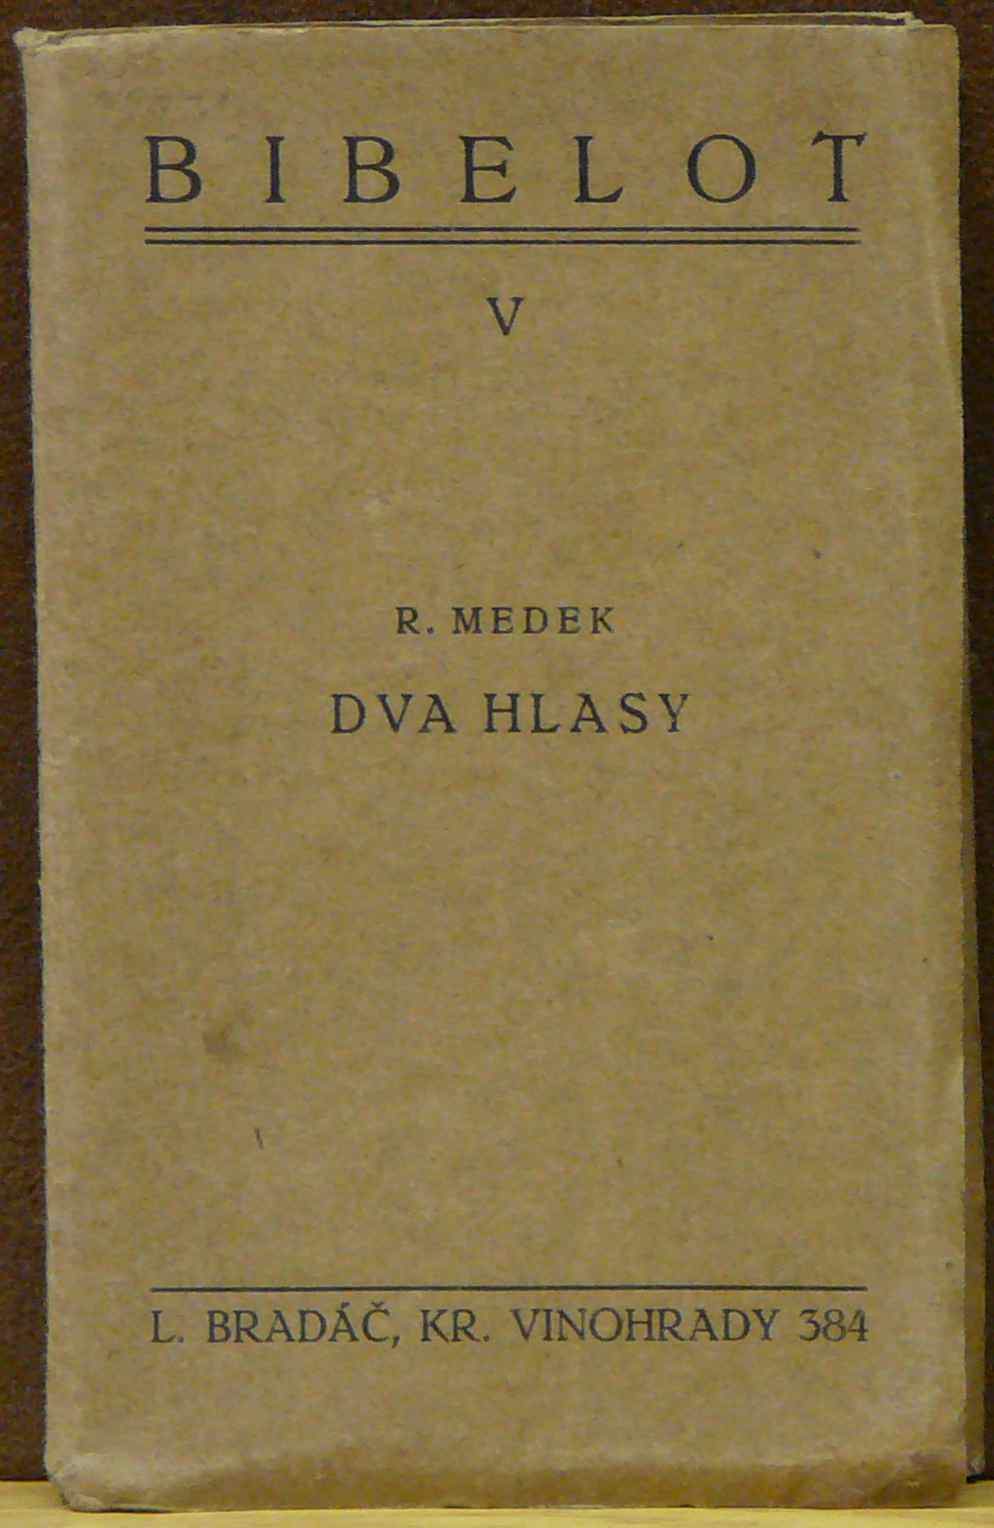 BIBELOT
V
R. MEDEK
DVA HLASY
L. BRADÁČ, KR. VINOHRADY 384